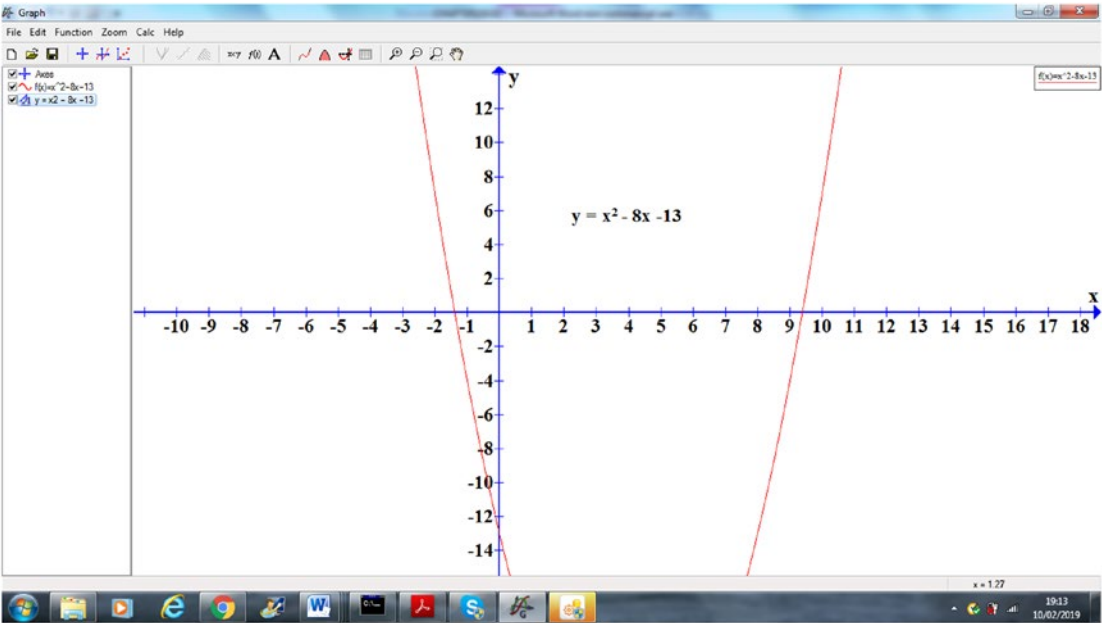 Graph
File Edit Function Zoom Calc Help
Axes
f(x)=x^2-8x-13
y = x2 - 8x -13
f(x)=x^2-8x-13
y
12
10
8
6
y = x² - 8x -13
4
2
x
-10 -9 -8 -7 -6 -5 -4 -3 -2 -1 1 2 3 4 5 6 7 8 9 10 11 12 13 14 15 16 17 18
-2
-4
-6
-8
-10
-12
-14
x = 1.27
19:13
10/02/2019